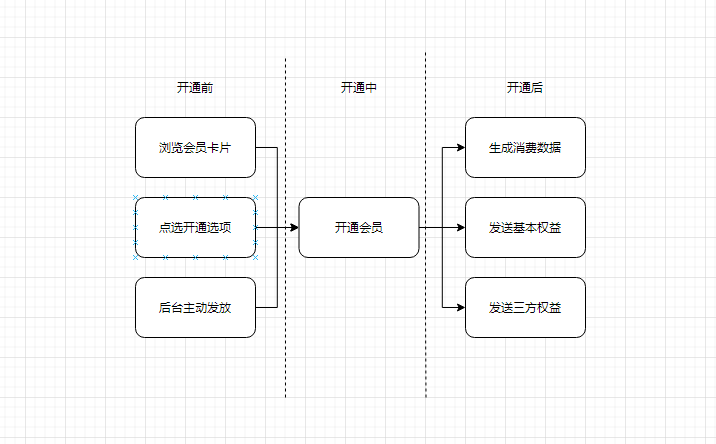 开通前
开通中
开通后
浏览会员卡片
生成消费数据
点选开通选项
开通会员
发送基本权益
后台主动发放
发送三方权益